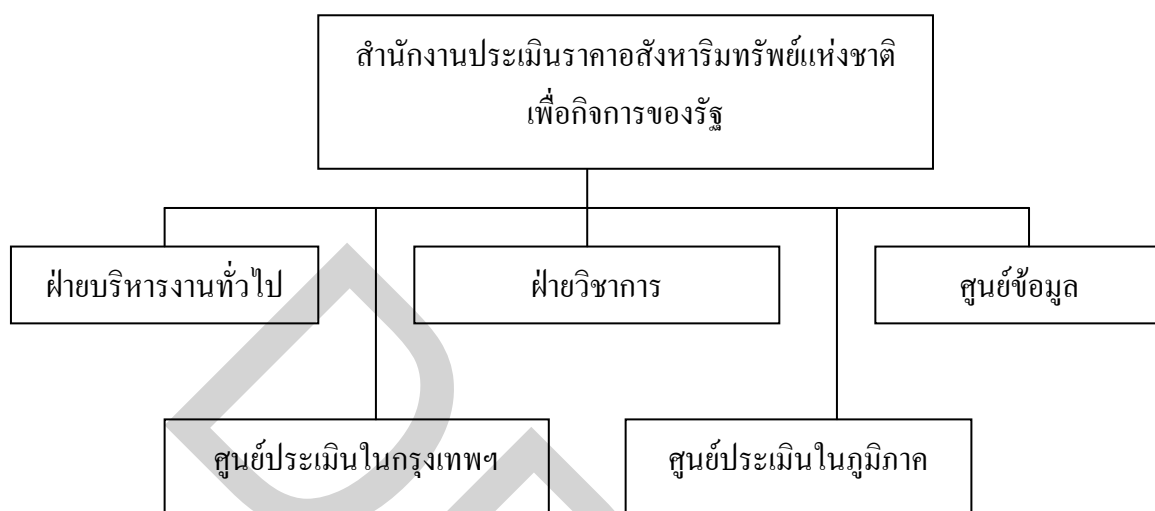 สำนักงานประเมินราคาอสังหาริมทรัพย์แห่งชาติ
เพื่อกิจการของรัฐ
ฝ่ายบริหารงานทั่วไป
ฝ่ายวิชาการ
ศูนย์ข้อมูล
ศูนย์ประเมินในกรุงเทพฯ
ศูนย์ประเมินในภูมิภาค